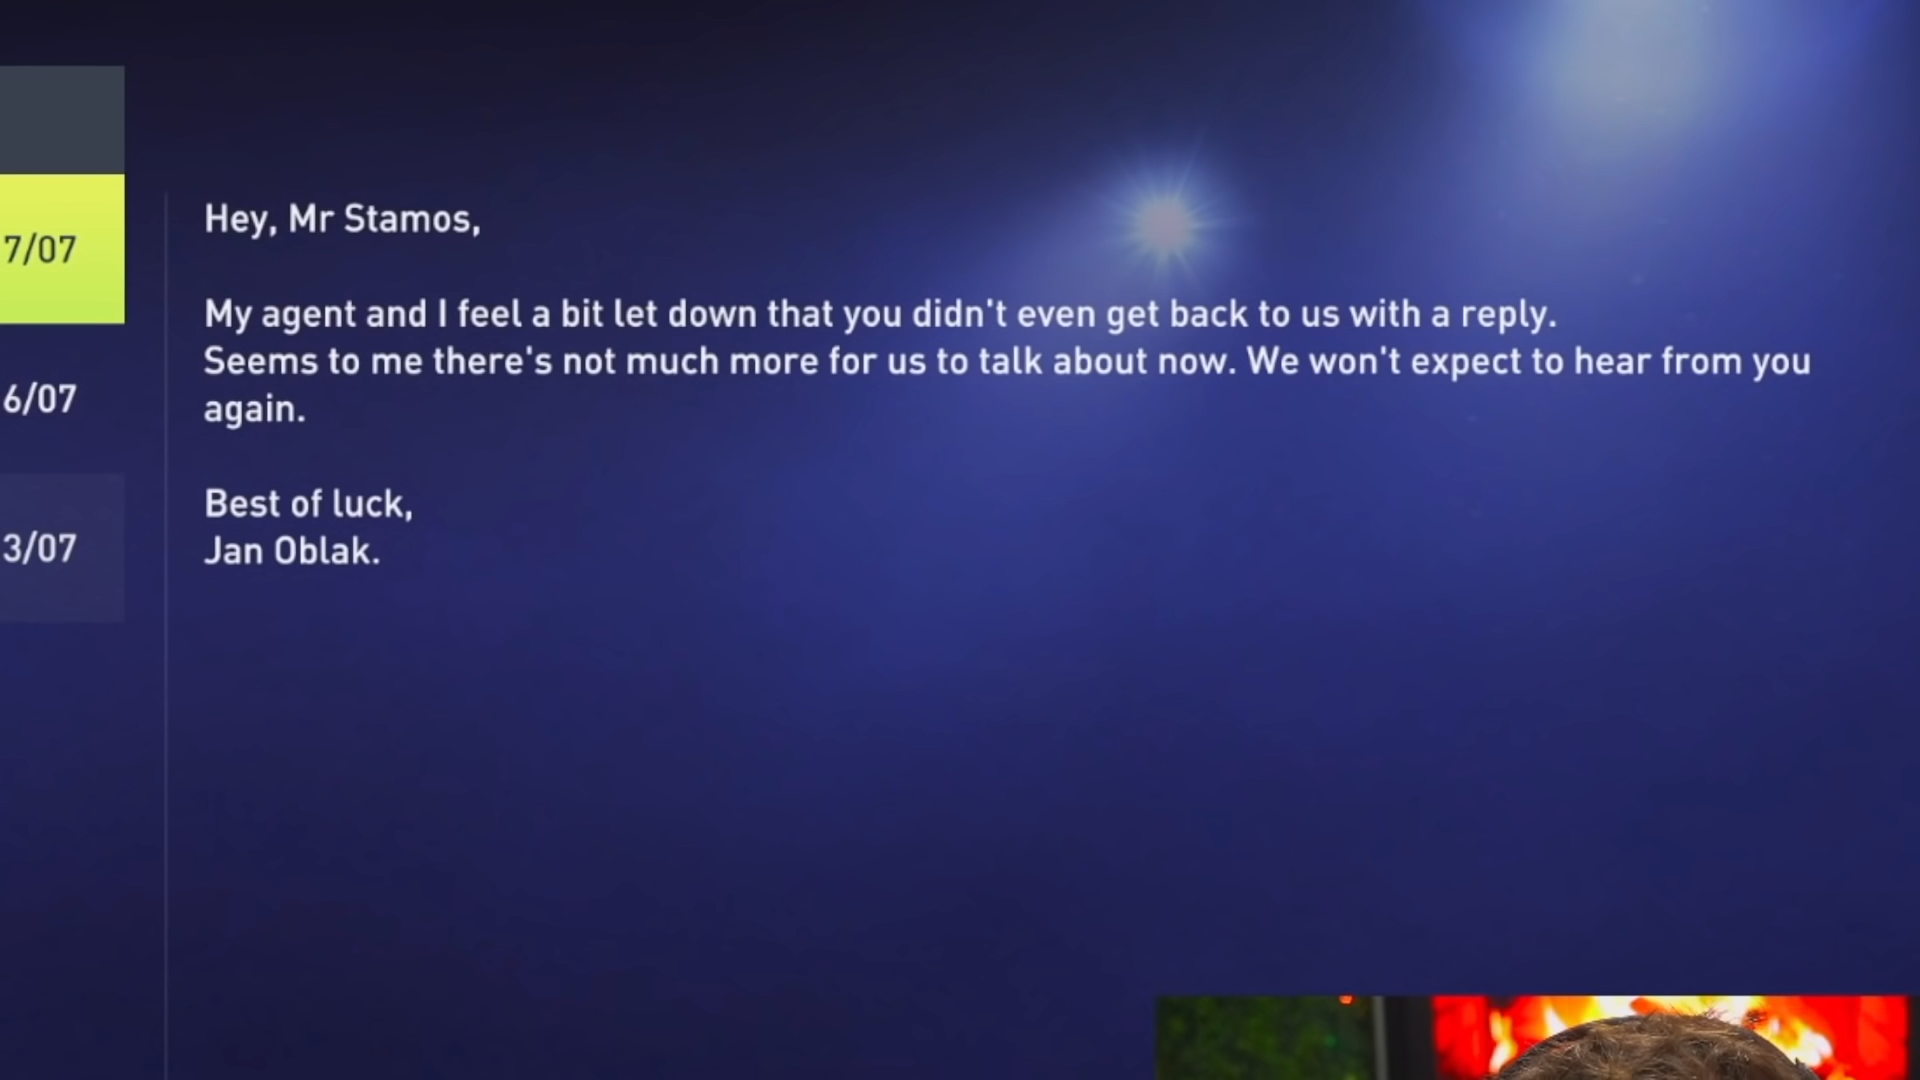 7/07
6/07
3/07
Hey, Mr Stamos,
My agent and I feel a bit let down that you didn't even get back to us with a reply.
Seems to me there's not much more for us to talk about now. We won't expect to hear from you
again.
Best of luck,
Jan Oblak.